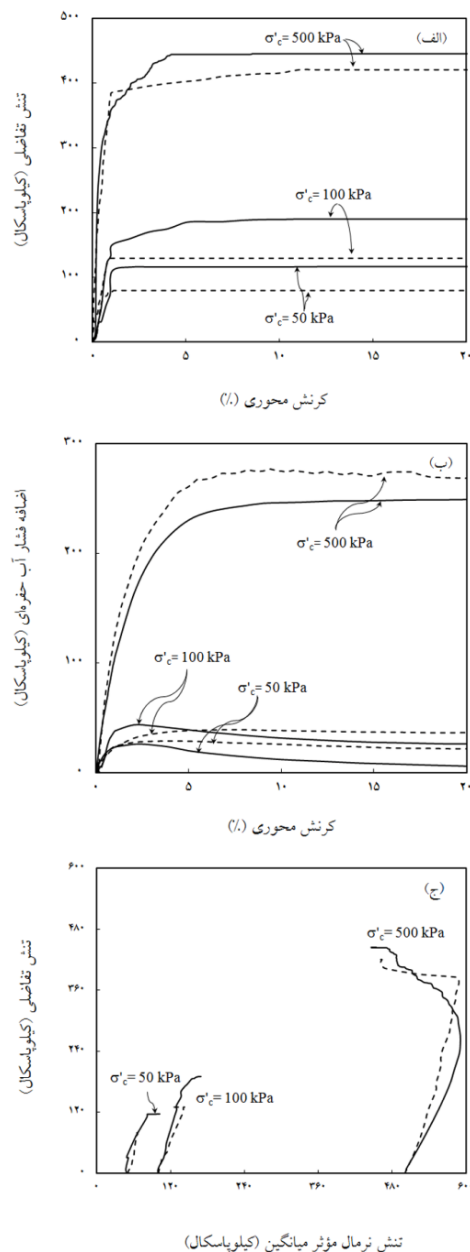 (الف)
تنش تفاضلی (کیلوپاسکال)
۵۰۰
۴۰۰
۳۰۰
۲۰۰
۱۰۰
۰
σ'c= 500 kPa
σ'c= 100 kPa
σ'c= 50 kPa
۰ ۵ ۱۰ ۱۵ ۲۰
کرنش محوری (٪)
(ب)
اضافه فشار آب حفره‌ای (کیلوپاسکال)
۳۰۰
۲۰۰
۱۰۰
۰
σ'c= 500 kPa
σ'c= 100 kPa
σ'c= 50 kPa
۰ ۵ ۱۰ ۱۵ ۲۰
کرنش محوری (٪)
(ج)
تنش تفاضلی (کیلوپاسکال)
۶۰۰
۴۸۰
۳۶۰
۲۴۰
۱۲۰
۰
σ'c= 500 kPa
σ'c= 50 kPa
σ'c= 100 kPa
۰ ۱۲۰ ۲۴۰ ۳۶۰ ۴۸۰ ۶۰
تنش نرمال مؤثر میانگین (کیلوپاسکال)